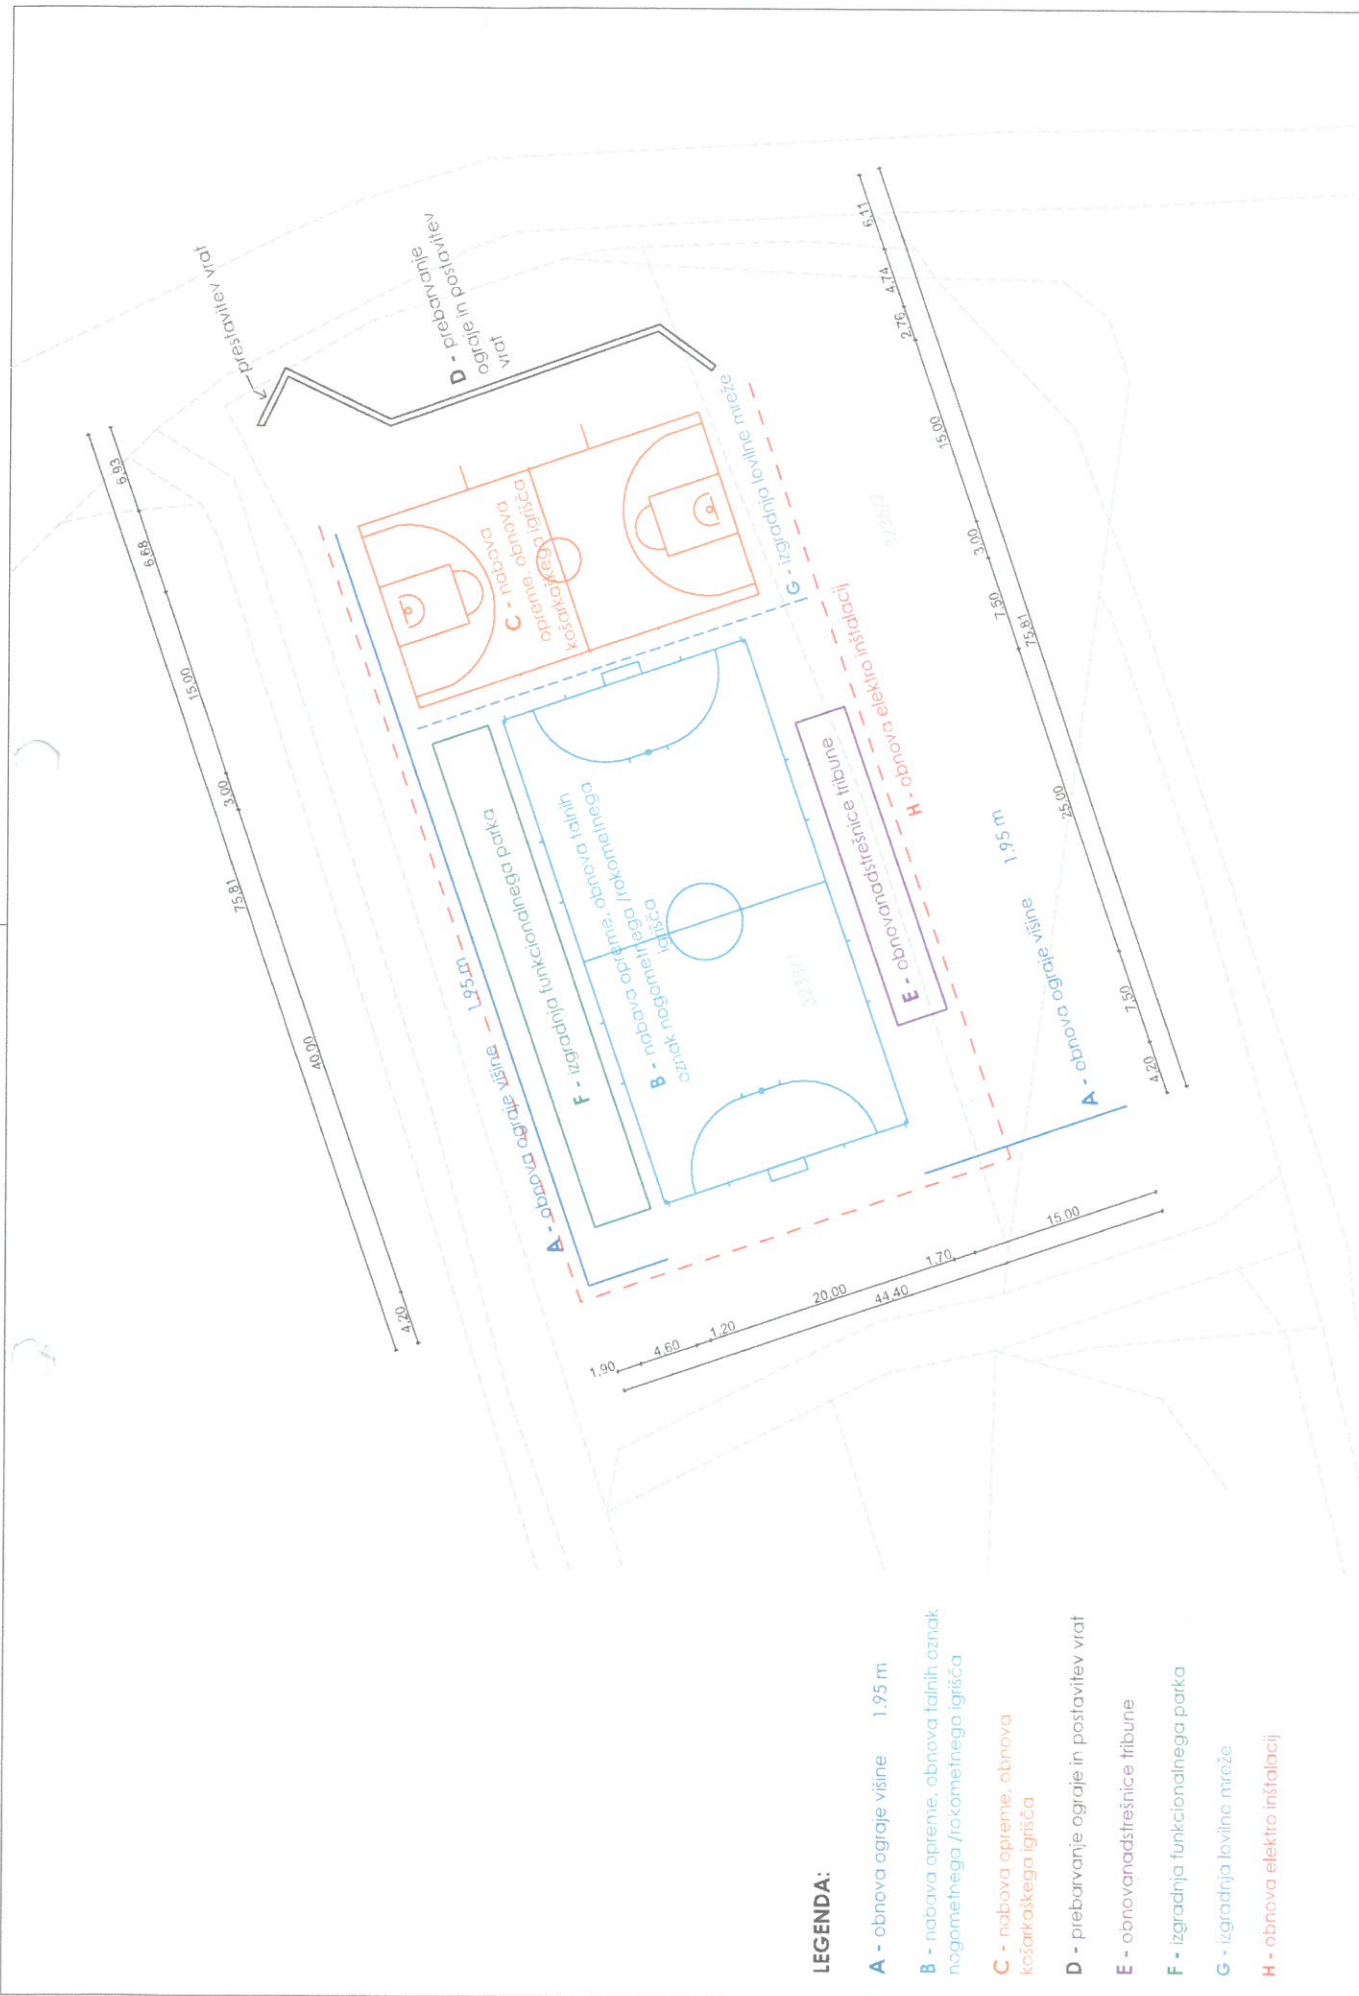 prestavitev vrat
D - prebarvanje
ograje in postavitev
vrat
6,93
6,68
15,00
3,00
75,81
40,00
4,20
C - nabava
opreme, obnova
košarkaškega igrišča
G - izgradnja lovilne mreže
A - obnova ograje višine 1.95 m
F - izgradnja funkcionalnega parka
B - nabava opreme, obnova talnih
oznak nogometnega /rokometnega
igrišča
E - obnovanadstrešnice tribune
H - obnova elektro inštalacij
A - obnova ograje višine 1.95 m
6,11
4,74
2,76
15,00
3,00
7,50
75,81
25,00
7,50
4,20
1,90
4,60
1,20
20,00
44,40
1,70
15,00
LEGENDA:
A - obnova ograje višine 1.95 m
B - nabava opreme, obnova talnih oznak
nogometnega /rokometnega igrišča
C - nabava opreme, obnova
košarkaškega igrišča
D - prebarvanje ograje in postavitev vrat
E - obnovanadstrešnice tribune
F - izgradnja funkcionalnega parka
G - izgradnja lovilne mreže
H - obnova elektro inštalacij